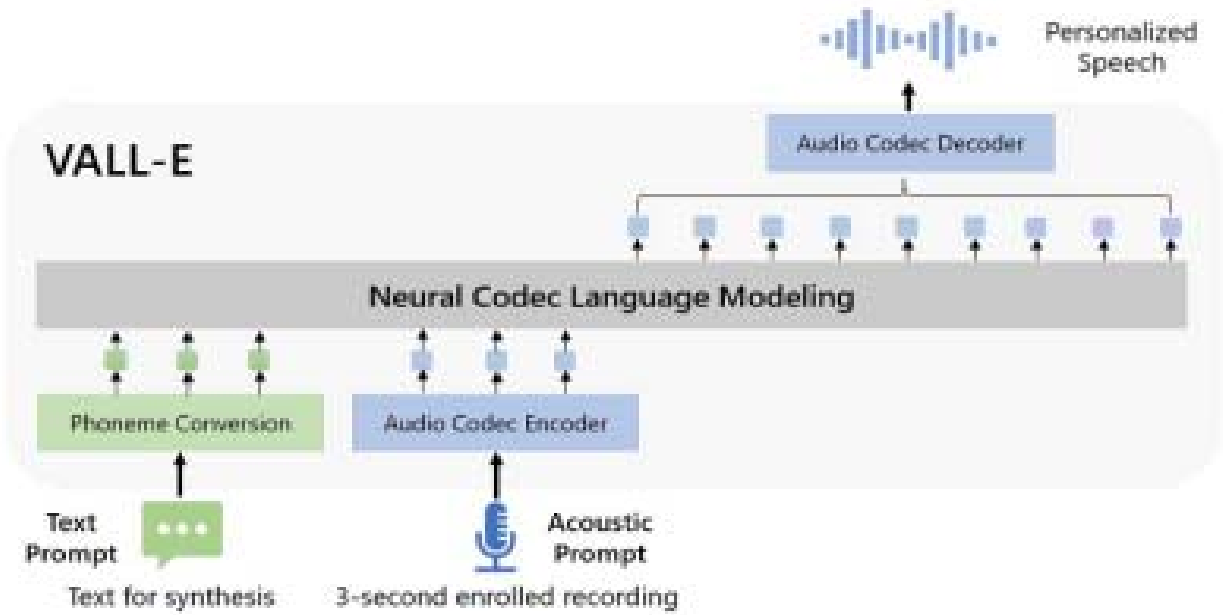 Personalized
Speech
Audio Codec Decoder
VALL-E
Neural Codec Language Modeling
Phoneme Conversion
Audio Codec Encoder
Text
Prompt
Acoustic
Prompt
Text for synthesis
3-second enrolled recording